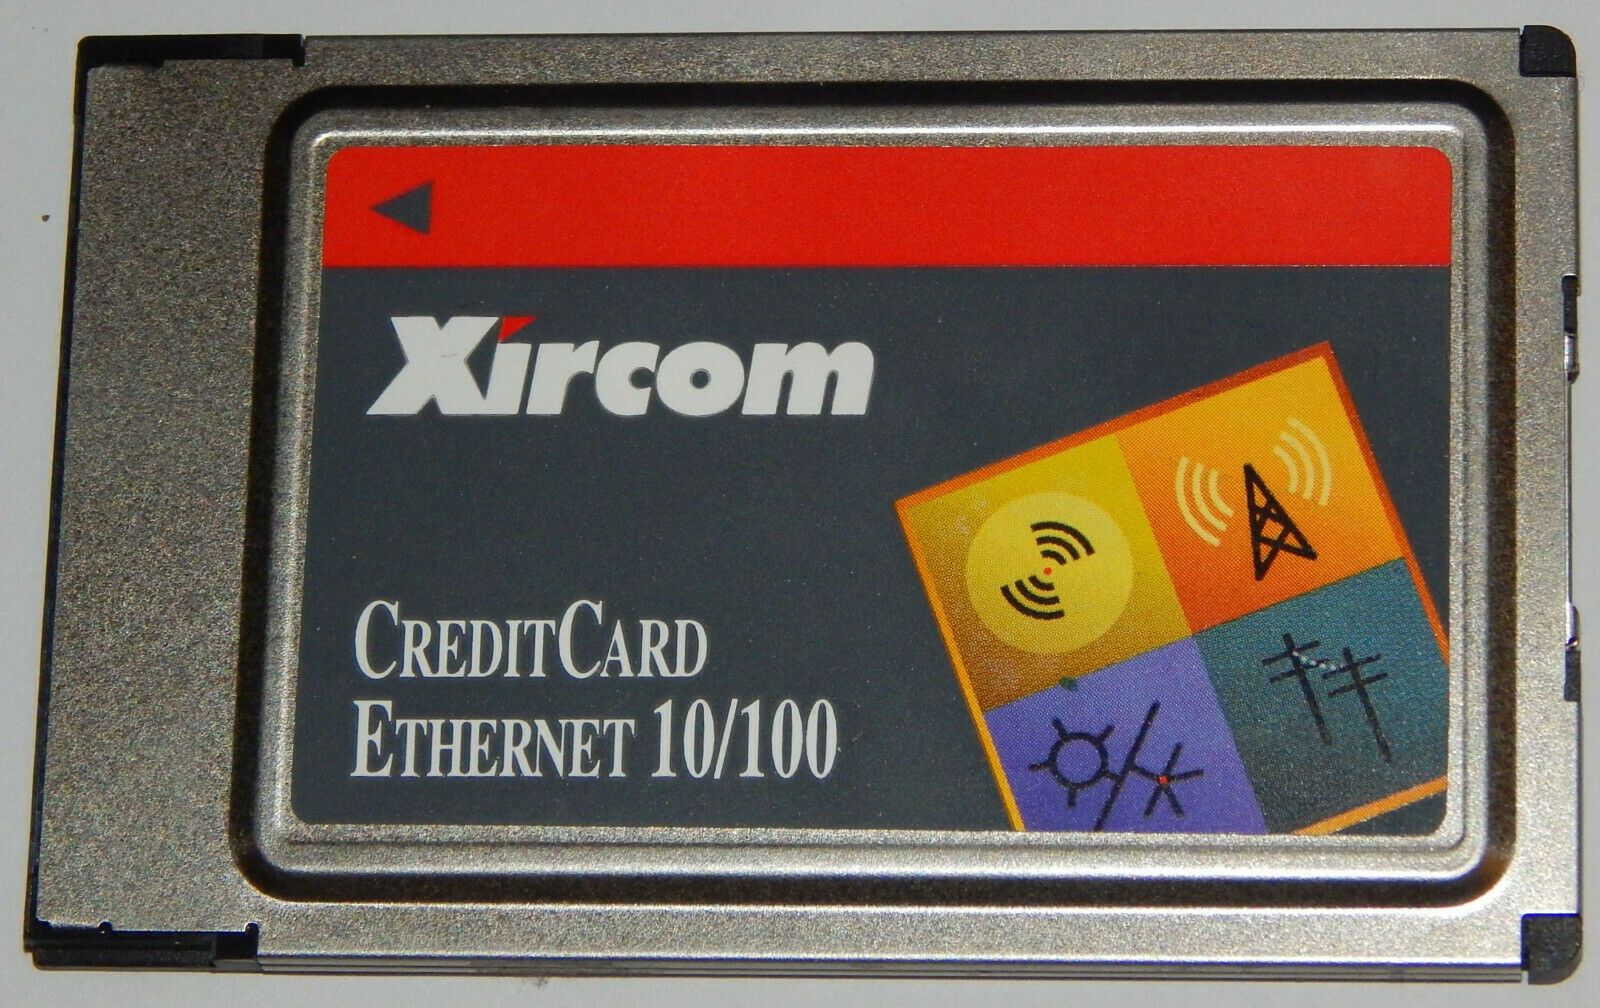 Xircom
CREDITCARD
ETHERNET 10/100